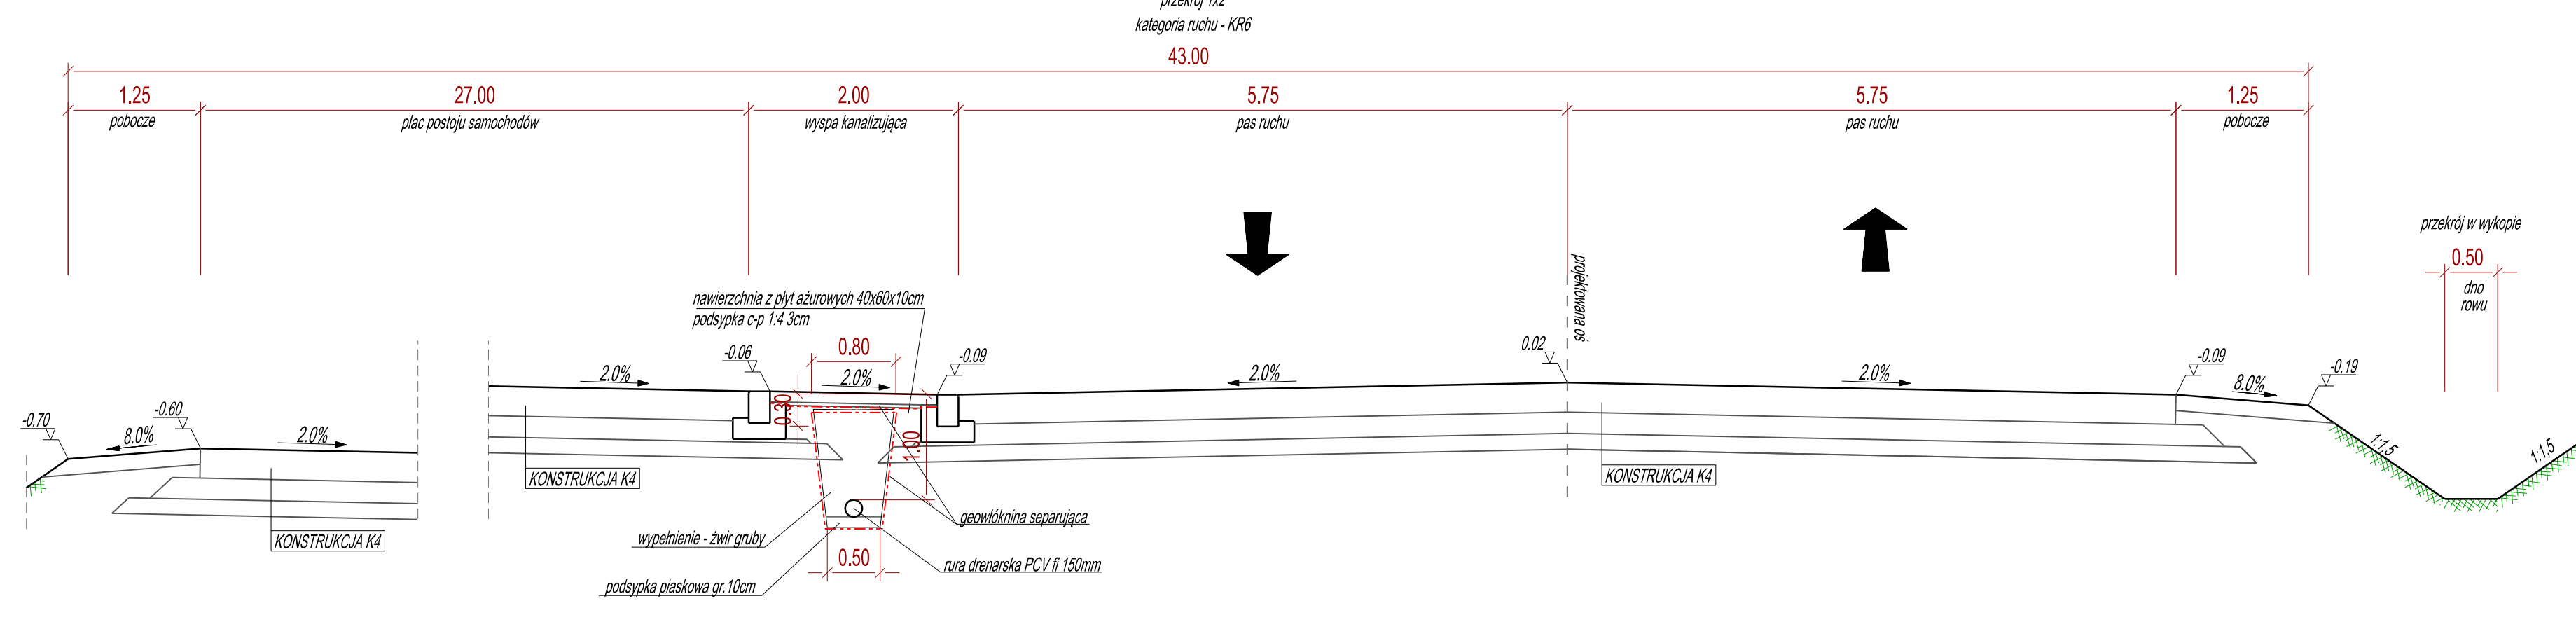 przekrój 1x2
kategoria ruchu - KR6
43.00
1.25
27.00
2.00
5.75
5.75
1.25
pobocze
plac postoju samochodów
wyspa kanalizująca
pas ruchu
pas ruchu
pobocze
przekrój w wykopie
0.50
dno
rowu
projektowana oś
nawierzchnia z płyt ażurowych 40x60x10cm
podsypka c-p 1:4 3cm
0.80
-0.06
-0.09
0.02
-0.09
-0.19
2.0%
2.0%
2.0%
2.0%
8.0%
0.30
1.00
-0.70
-0.60
8.0%
2.0%
1:1,5
1:1,5
KONSTRUKCJA K4
KONSTRUKCJA K4
KONSTRUKCJA K4
geowłóknina separująca
wypełnienie - żwir gruby
0.50
rura drenarska PCV fi 150mm
podsypka piaskowa gr.10cm